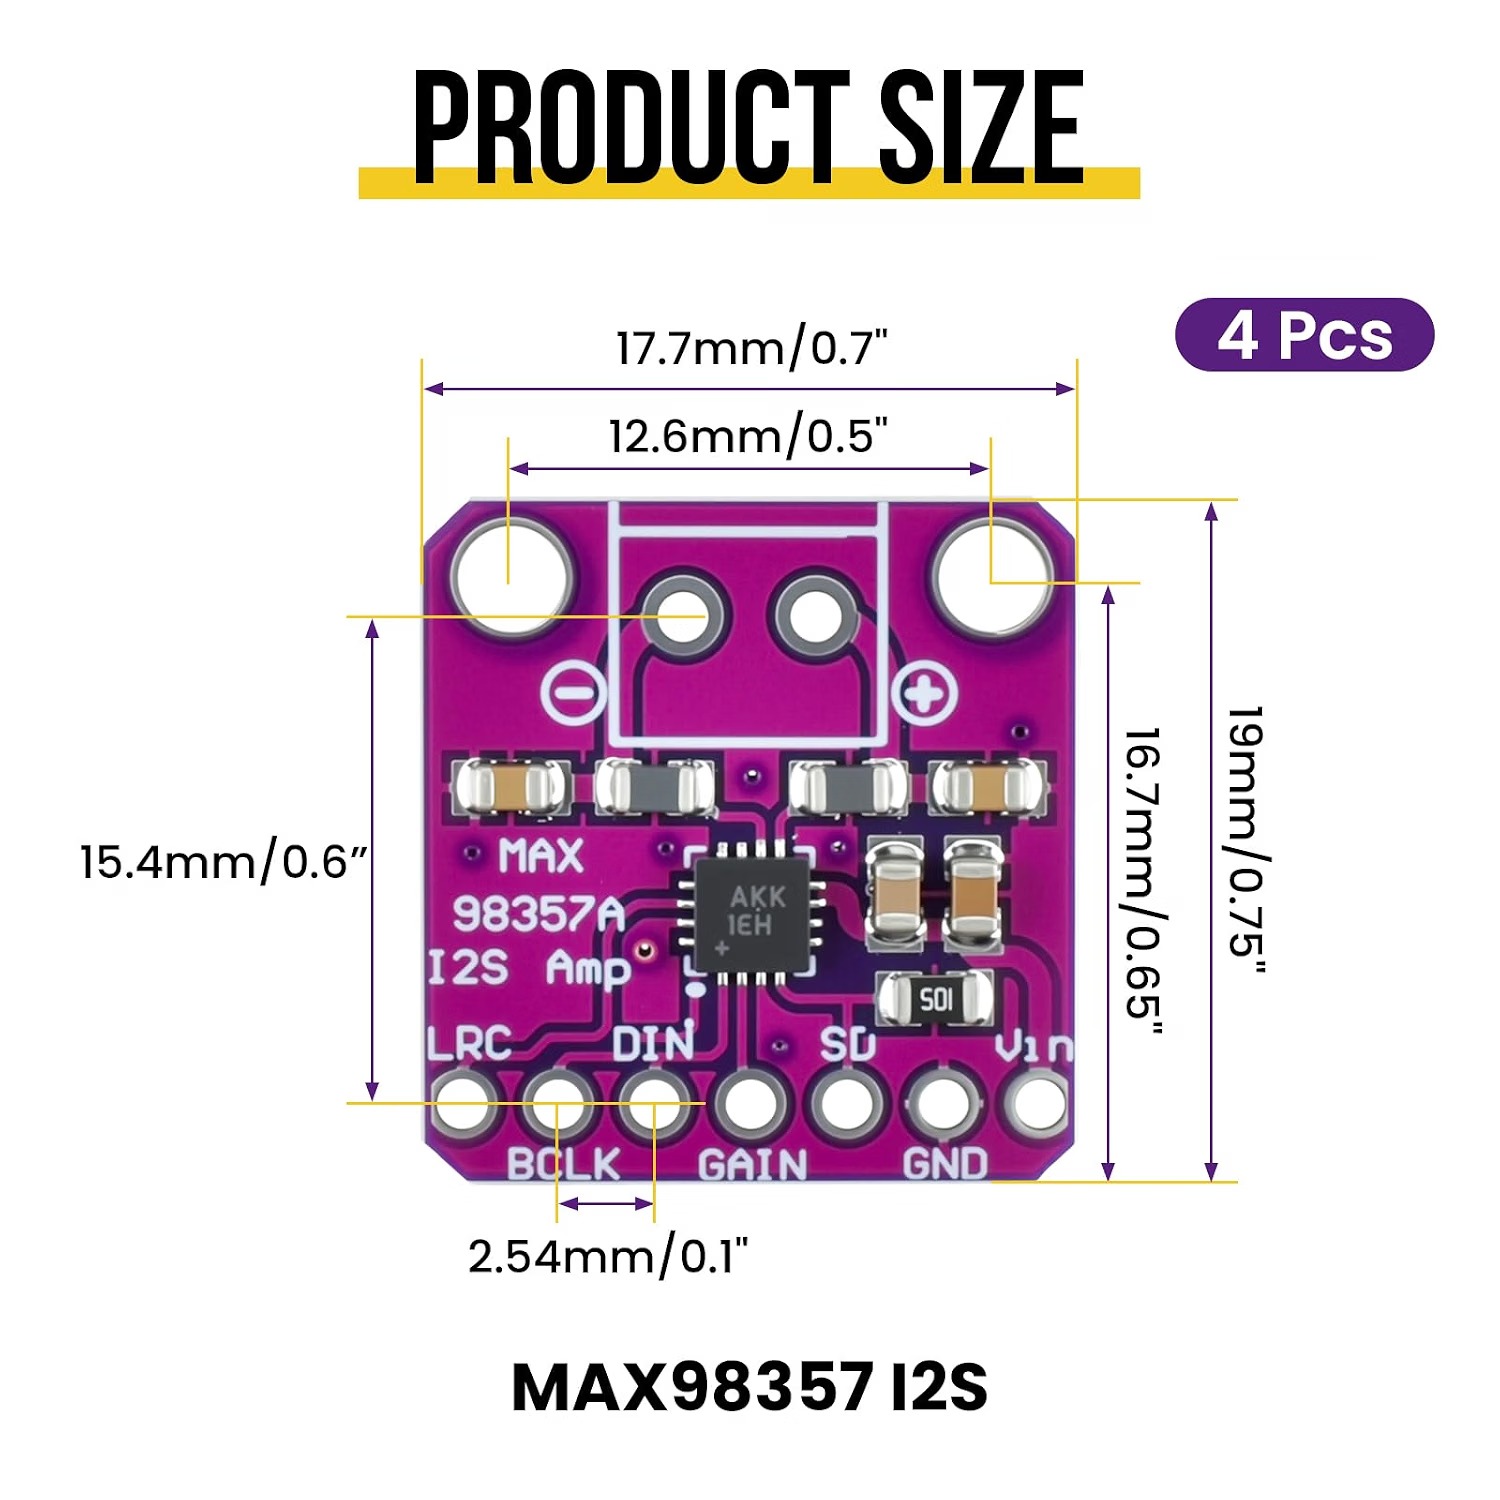 PRODUCT SIZE
4 Pcs
17.7mm/0.7"
12.6mm/0.5"
15.4mm/0.6”
16.7mm/0.65"
19mm/0.75"
MAX
98357A
I2S Amp
AKK
1EH
+
S01
LRC DIN SD Vin
BCLK GAIN GND
2.54mm/0.1"
MAX98357 I2S